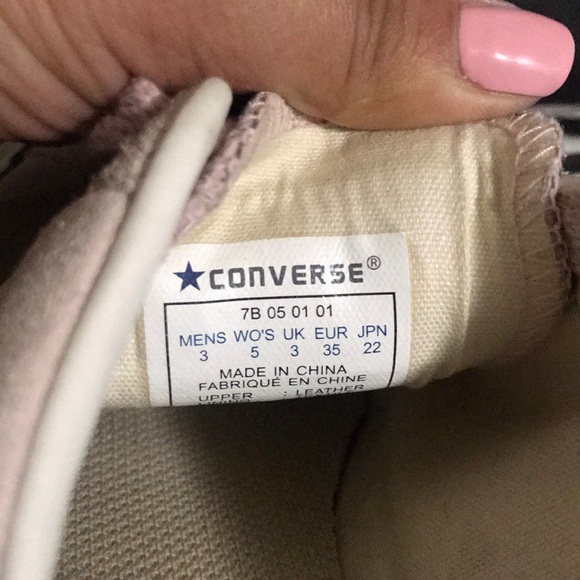 ★CONVERSE®
7B 05 01 01
MENS WO'S UK EUR JPN
3 5 3 35 22
MADE IN CHINA
FABRIQUÉ EN CHINE
UPPER : LEATHER